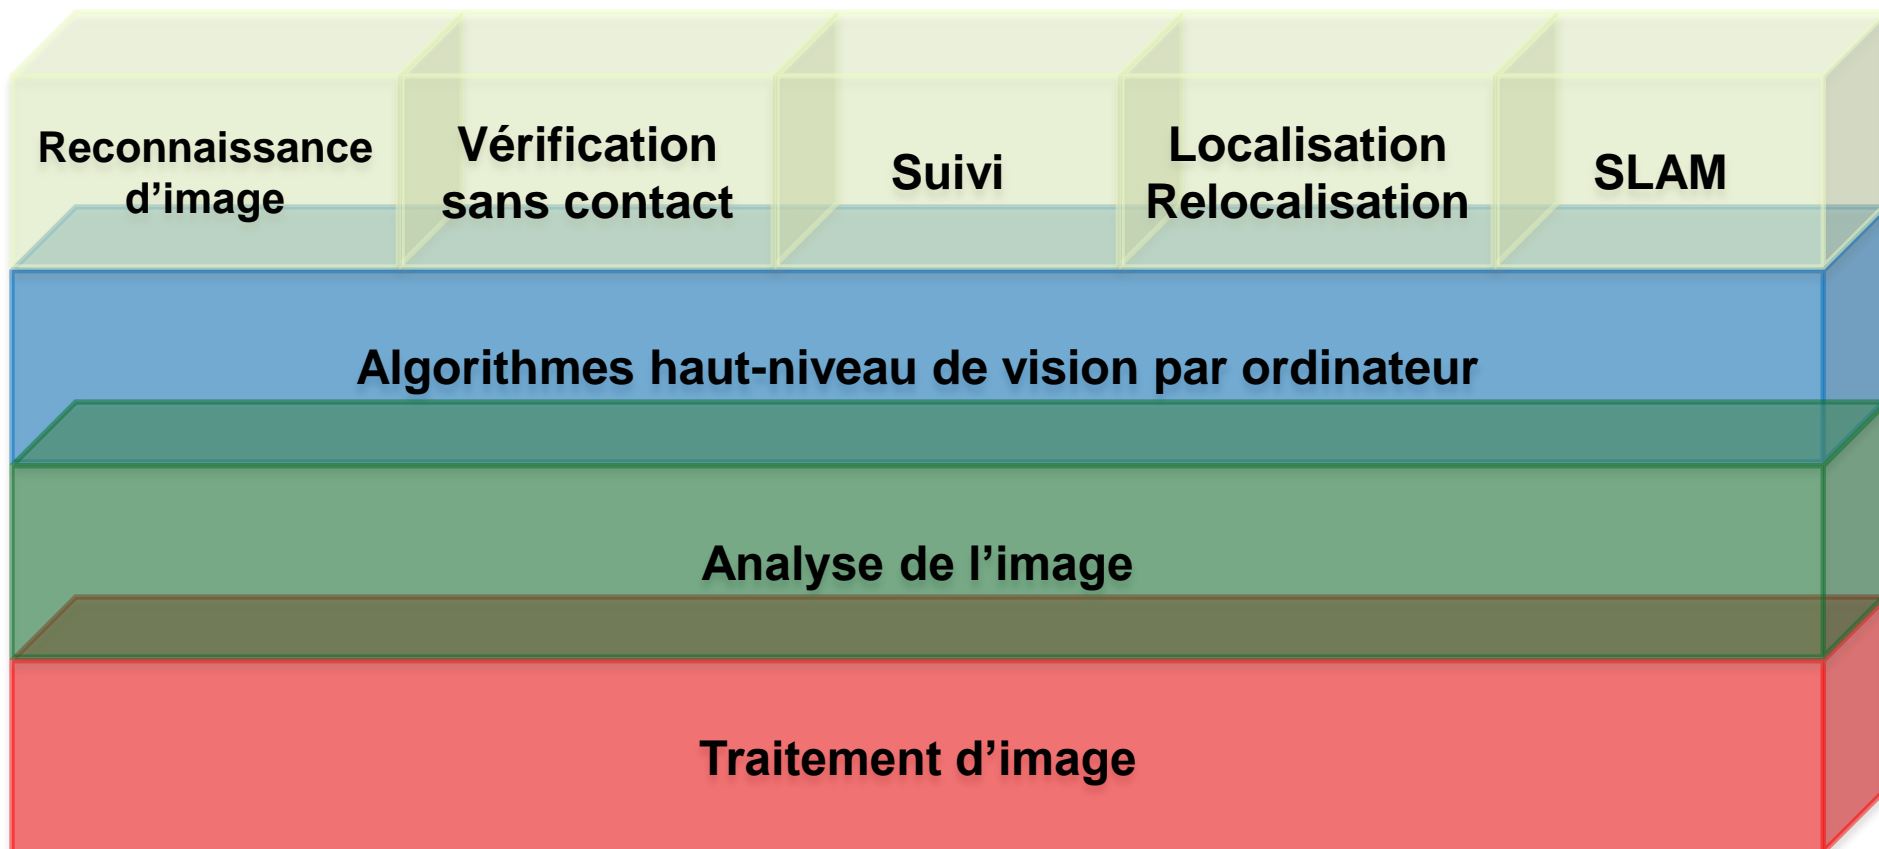 Reconnaissance
d’image
Vérification
sans contact
Suivi
Localisation
Relocalisation
SLAM
Algorithmes haut-niveau de vision par ordinateur
Analyse de l’image
Traitement d’image